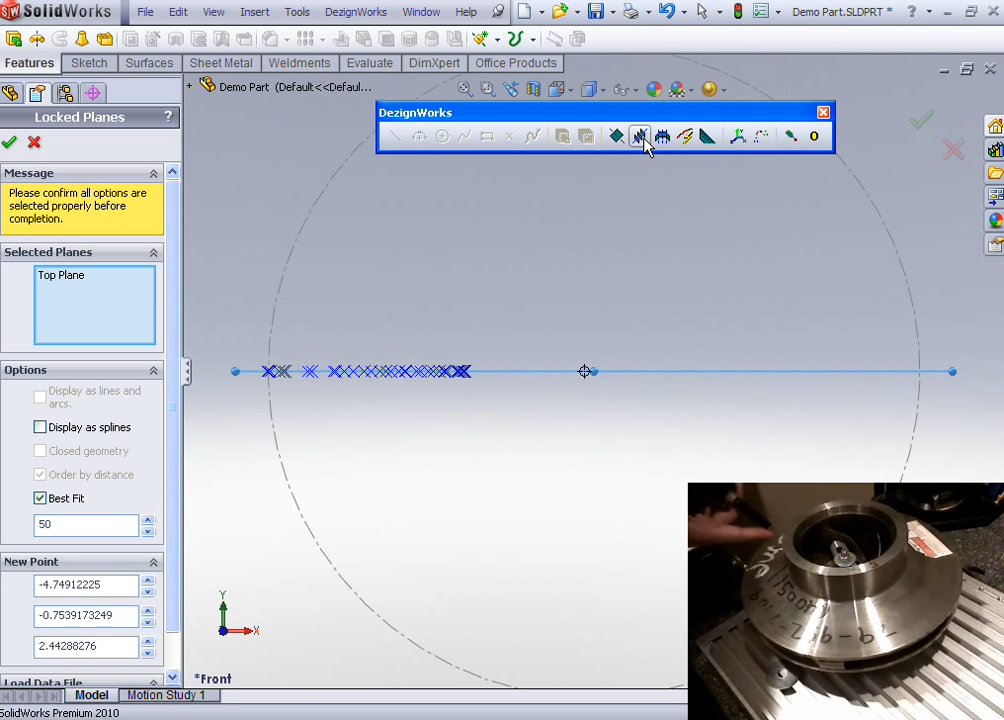 SW SolidWorks File Edit View Insert Tools DezignWorks Window Help Demo Part.SLDPRT *
Features Sketch Surfaces Sheet Metal Weldments Evaluate DimXpert Office Products
Demo Part (Default<<Defaul...
DezignWorks
Locked Planes ?
Message
Please confirm all options are
selected properly before
completion.
Selected Planes
Top Plane
Options
Display as lines and
arcs.
Display as splines
Closed geometry
Order by distance
Best Fit
50
New Point
-4.74912225
-0.7539173249
2.44288276
Load Data File
Y
X
*Front
Model Motion Study 1
SolidWorks Premium 2010